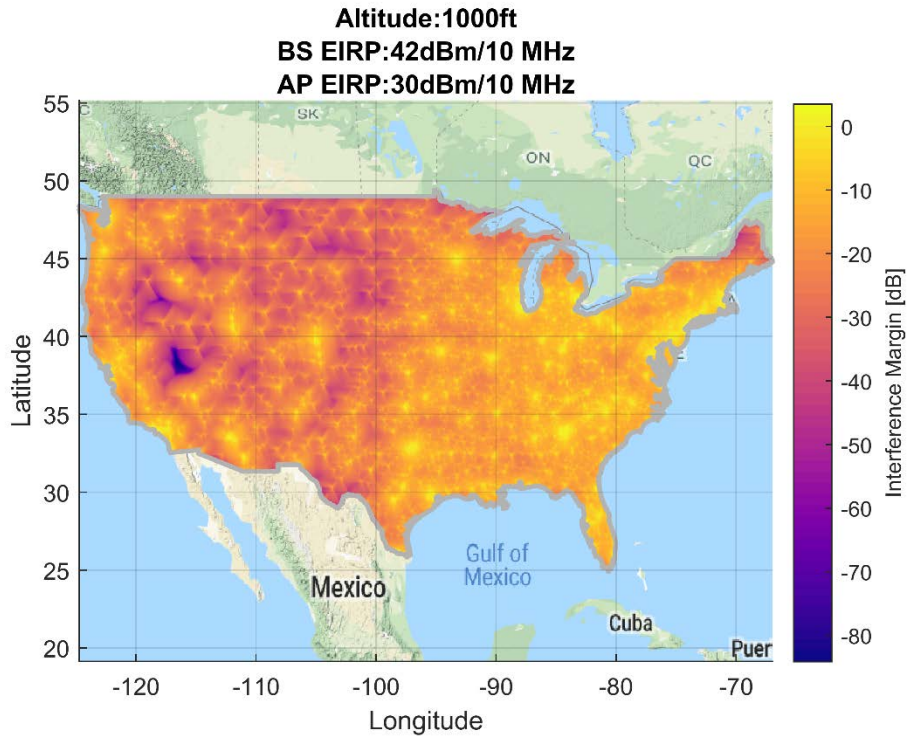 Altitude:1000ft
BS EIRP:42dBm/10 MHz
AP EIRP:30dBm/10 MHz
55
50
45
40
35
30
25
20
Latitude
SK
ON
QC
Gulf of
Mexico
Mexico
Cuba
Puer
-120
-110
-100
-90
-80
-70
Longitude
0
-10
-20
-30
-40
-50
-60
-70
-80
Interference Margin [dB]